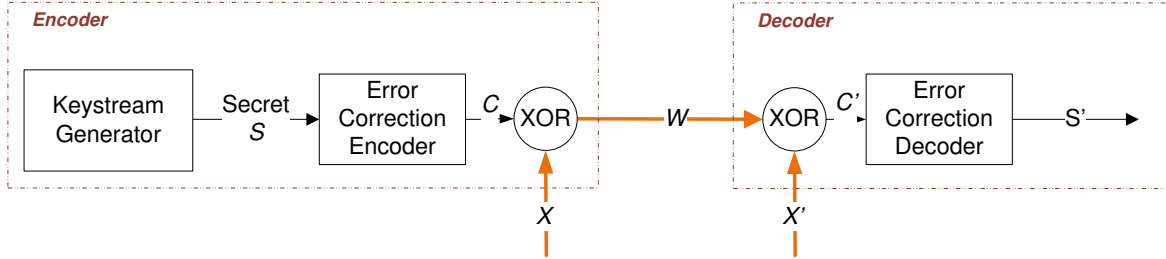 Encoder
Decoder
Keystream
Generator
Secret
S
Error
Correction
Encoder
C
XOR
W
XOR
C'
Error
Correction
Decoder
S'
X
X'